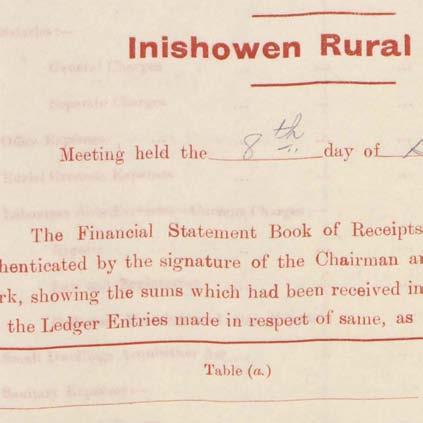 Inishowen Rural
Meeting held the 8th day of
The Financial Statement Book of Receipts
henticated by the signature of the Chairman a
rk, showing the sums which had been received in
the Ledger Entries made in respect of same, as
Table (a.)